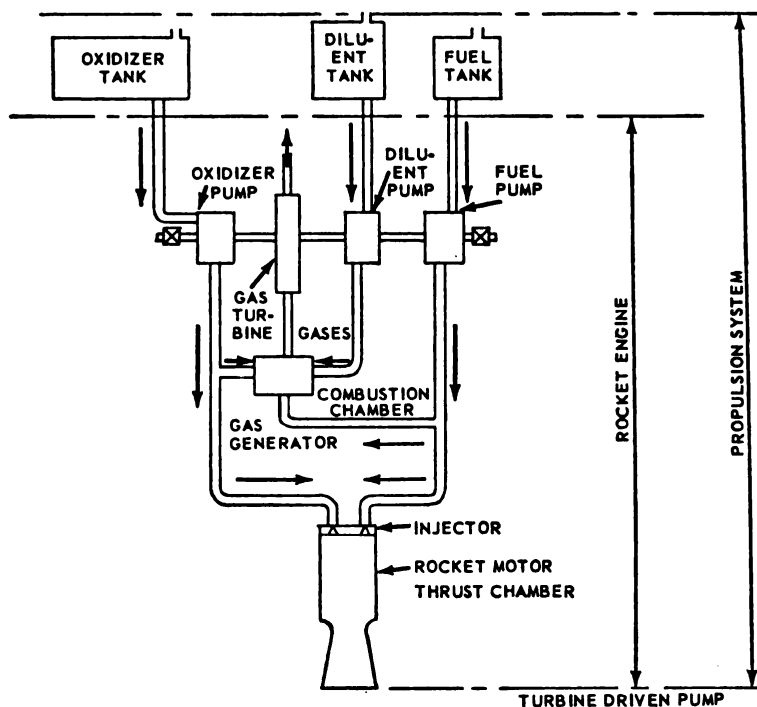 OXIDIZER
TANK
DILU-
ENT
TANK
FUEL
TANK
OXIDIZER
PUMP
DILU-
ENT
PUMP
FUEL
PUMP
GAS
TUR-
BINE
GASES
COMBUSTION
CHAMBER
GAS
GENERATOR
INJECTOR
ROCKET MOTOR
THRUST CHAMBER
ROCKET ENGINE
PROPULSION SYSTEM
TURBINE DRIVEN PUMP